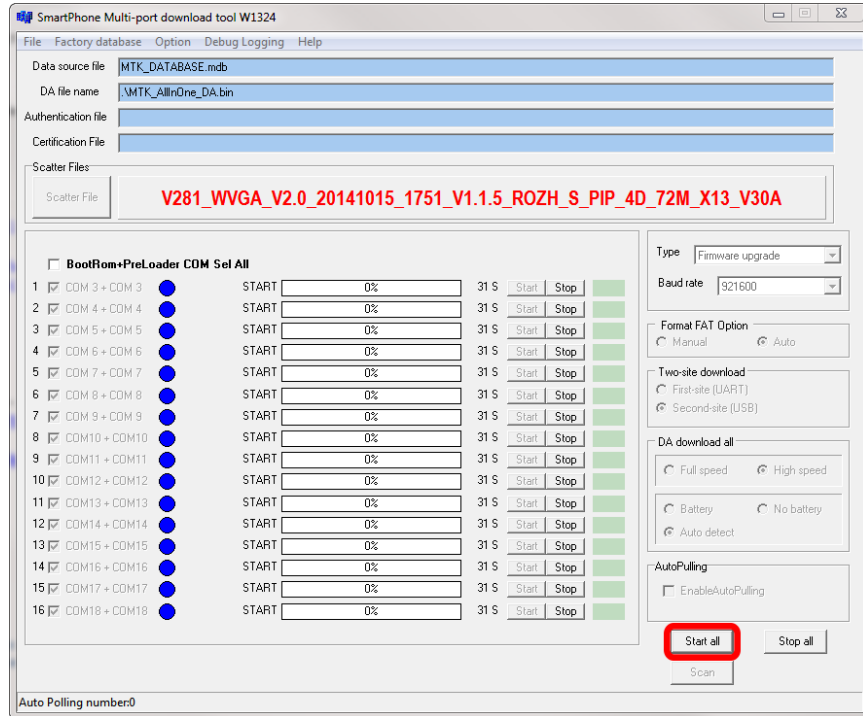 SmartPhone Multi-port download tool W1324
File Factory database Option Debug Logging Help
Data source file MTK_DATABASE.mdb
DA file name .\MTK_AllInOne_DA.bin
Authentication file
Certification File
Scatter Files
Scatter File V281_WVGA_V2.0_20141015_1751_V1.1.5_ROZH_S_PIP_4D_72M_X13_V30A
BootRom+PreLoader COM Sel All
1 COM 3 + COM 3 START 0% 31 S Start Stop
2 COM 4 + COM 4 START 0% 31 S Start Stop
3 COM 5 + COM 5 START 0% 31 S Start Stop
4 COM 6 + COM 6 START 0% 31 S Start Stop
5 COM 7 + COM 7 START 0% 31 S Start Stop
6 COM 8 + COM 8 START 0% 31 S Start Stop
7 COM 9 + COM 9 START 0% 31 S Start Stop
8 COM10 + COM10 START 0% 31 S Start Stop
9 COM11 + COM11 START 0% 31 S Start Stop
10 COM12 + COM12 START 0% 31 S Start Stop
11 COM13 + COM13 START 0% 31 S Start Stop
12 COM14 + COM14 START 0% 31 S Start Stop
13 COM15 + COM15 START 0% 31 S Start Stop
14 COM16 + COM16 START 0% 31 S Start Stop
15 COM17 + COM17 START 0% 31 S Start Stop
16 COM18 + COM18 START 0% 31 S Start Stop
Type Firmware upgrade
Baud rate 921600
Format FAT Option
Manual Auto
Two-site download
First-site (UART)
Second-site (USB)
DA download all
Full speed High speed
Battery No battery
Auto detect
AutoPulling
EnableAutoPulling
Start all Stop all
Scan
Auto Polling number:0